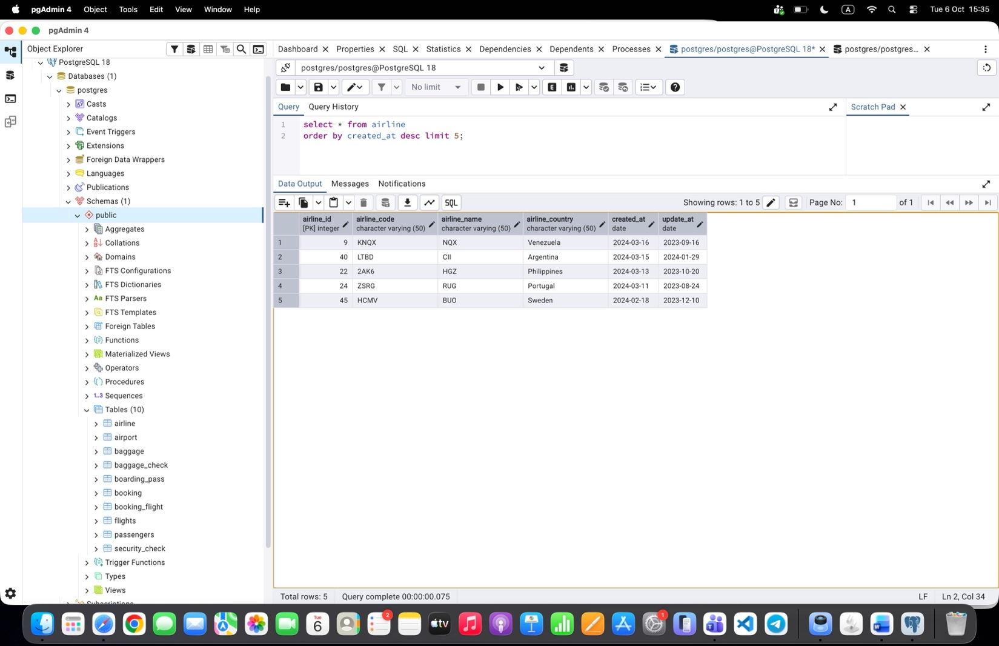 pgAdmin 4 Object Tools Edit View Window Help A Tue 6 Oct 15:35
pgAdmin 4
Object Explorer
Dashboard Properties SQL Statistics Dependencies Dependents Processes postgres/postgres@PostgreSQL 18* postgres/postgres...
PostgreSQL 18
Databases (1)
postgres
Casts
Catalogs
Event Triggers
Extensions
Foreign Data Wrappers
Languages
Publications
Schemas (1)
public
Aggregates
Collations
Domains
FTS Configurations
FTS Dictionaries
Aa FTS Parsers
FTS Templates
Foreign Tables
Functions
Materialized Views
Operators
Procedures
1..3 Sequences
Tables (10)
airline
airport
baggage
baggage_check
boarding_pass
booking
booking_flight
flights
passengers
security_check
Trigger Functions
Types
Views
Subscriptions
postgres/postgres@PostgreSQL 18
No limit E
Query Query History Scratch Pad
1 select * from airline
2 order by created_at desc limit 5;
Data Output Messages Notifications
SQL Showing rows: 1 to 5 Page No: 1 of 1
airline_id airline_code airline_name airline_country created_at update_at
[PK] integer character varying (50) character varying (50) character varying (50) date date
1 9 KNQX NQX Venezuela 2024-03-16 2023-09-16
2 40 LTBD CII Argentina 2024-03-15 2024-01-29
3 22 2AK6 HGZ Philippines 2024-03-13 2023-10-20
4 24 ZSRG RUG Portugal 2024-03-11 2023-08-24
5 45 HCMV BUO Sweden 2024-02-18 2023-12-10
Total rows: 5 Query complete 00:00:00.075 LF Ln 2, Col 34
TUE 6 2 tv 1 W